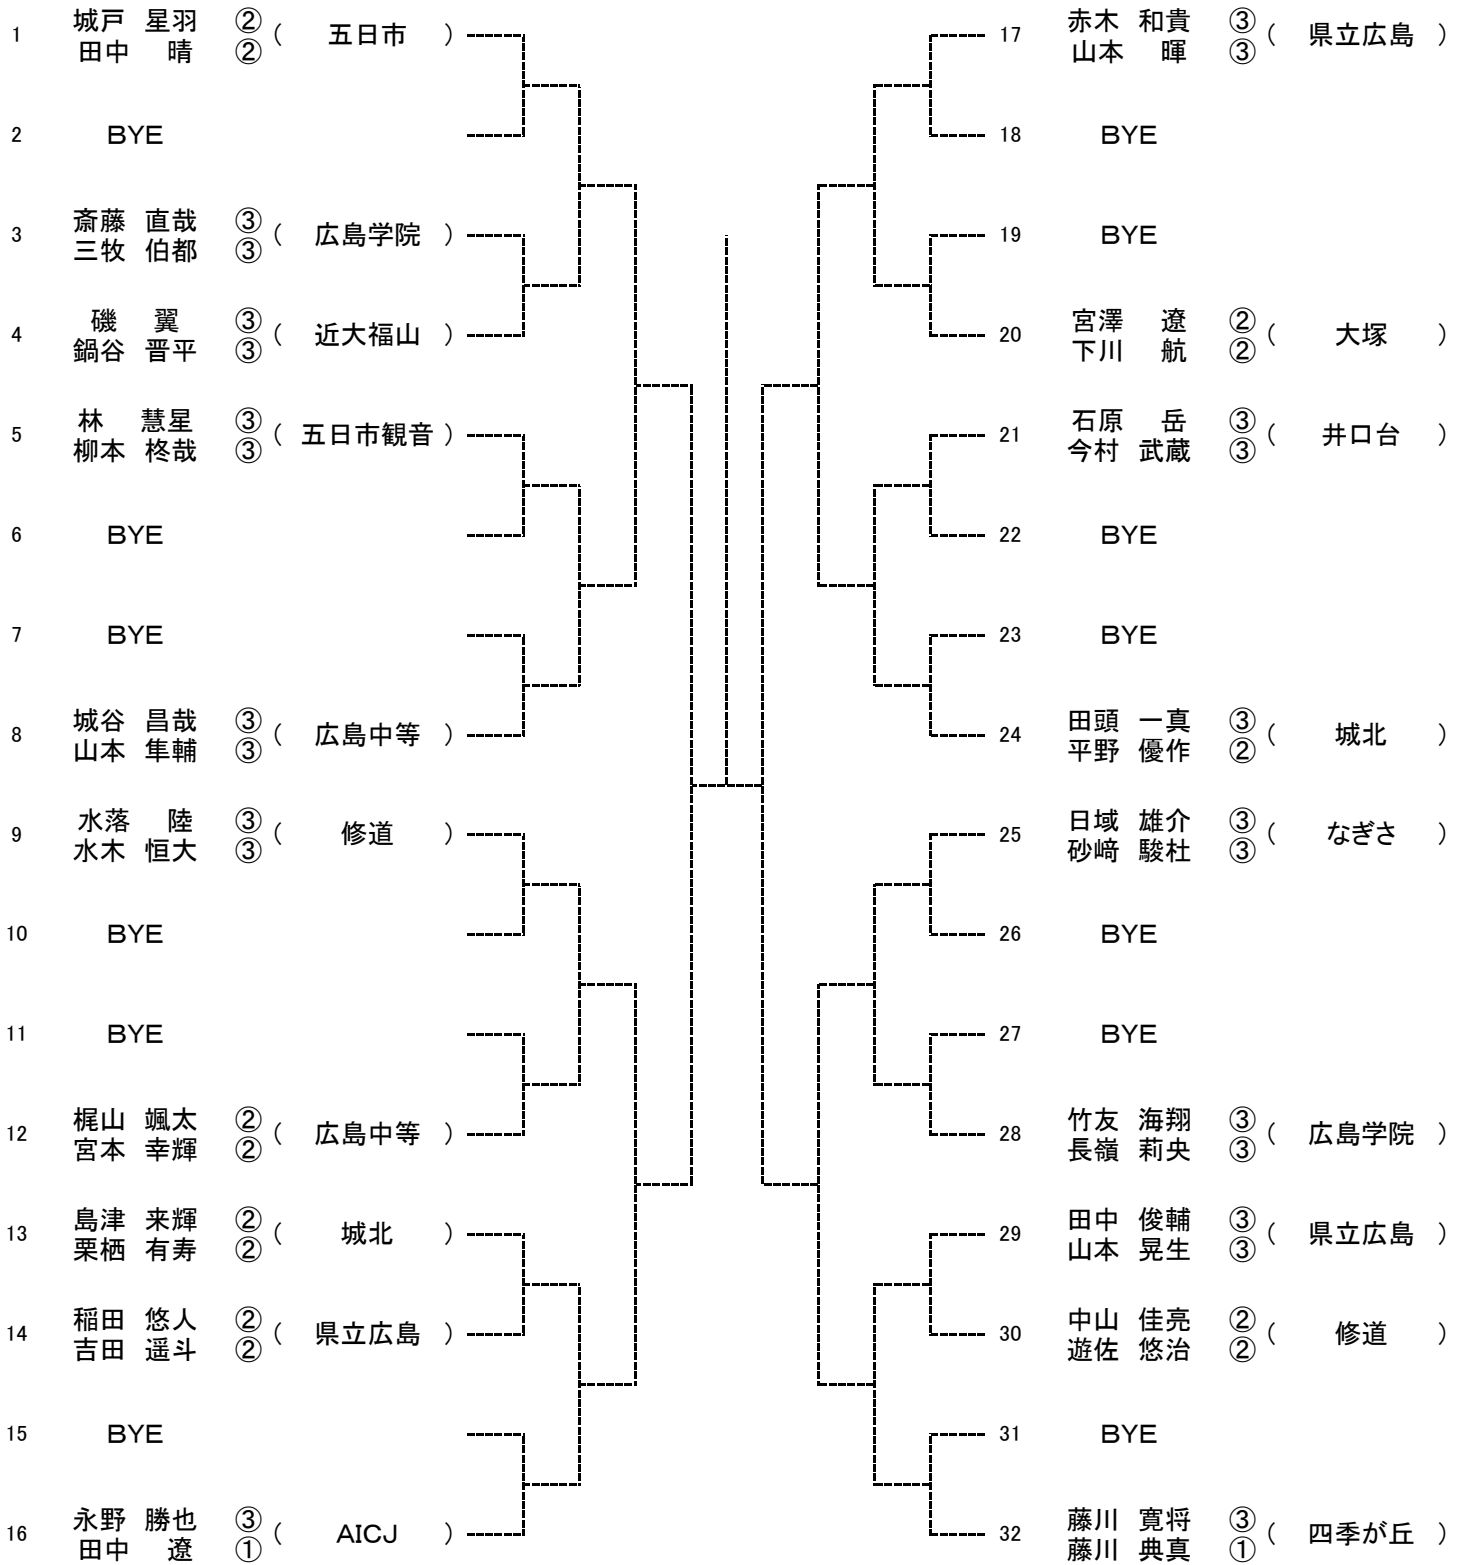 1 城戸 星羽 ② ( 五日市 )
田中 晴 ②
2 BYE
3 斎藤 直哉 ③ ( 広島学院 )
三牧 伯都 ③
4 磯 翼 ③ ( 近大福山 )
鍋谷 晋平 ③
5 林 慧星 ③ ( 五日市観音 )
柳本 柊哉 ③
6 BYE
7 BYE
8 城谷 昌哉 ③ ( 広島中等 )
山本 隼輔 ③
9 水落 陸 ③ ( 修道 )
水木 恒大 ③
10 BYE
11 BYE
12 梶山 颯太 ② ( 広島中等 )
宮本 幸輝 ②
13 島津 来輝 ② ( 城北 )
栗栖 有寿 ②
14 稲田 悠人 ② ( 県立広島 )
吉田 遥斗 ②
15 BYE
16 永野 勝也 ③ ( AICJ )
田中 遼 ①
17 赤木 和貴 ③ ( 県立広島 )
山本 暉 ③
18 BYE
19 BYE
20 宮澤 遼 ② ( 大塚 )
下川 航 ②
21 石原 岳 ③ ( 井口台 )
今村 武蔵 ③
22 BYE
23 BYE
24 田頭 一真 ③ ( 城北 )
平野 優作 ②
25 日域 雄介 ③ ( なぎさ )
砂﨑 駿杜 ③
26 BYE
27 BYE
28 竹友 海翔 ③ ( 広島学院 )
長嶺 莉央 ③
29 田中 俊輔 ③ ( 県立広島 )
山本 晃生 ③
30 中山 佳亮 ② ( 修道 )
遊佐 悠治 ②
31 BYE
32 藤川 寛将 ③ ( 四季が丘 )
藤川 典真 ①